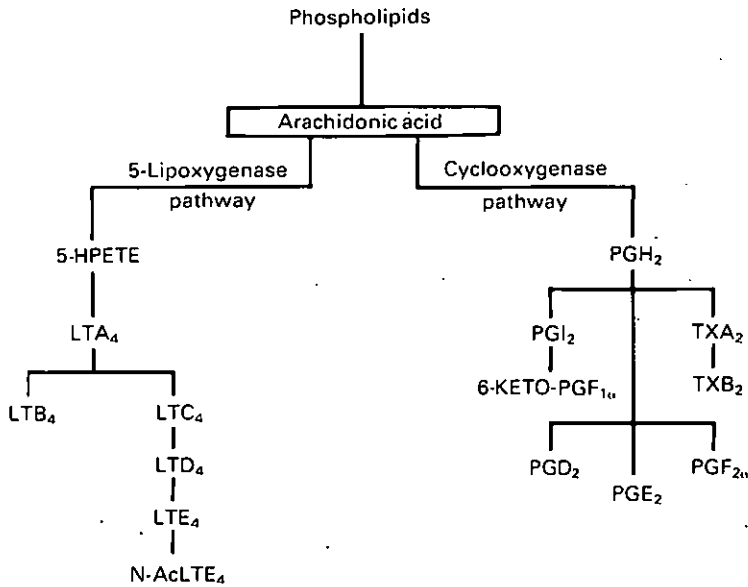 Phospholipids
Arachidonic acid
5-Lipoxygenase
pathway
Cyclooxygenase
pathway
5-HPETE
PGH₂
LTA₄
PGI₂
TXA₂
6-KETO-PGF₁α
TXB₂
LTB₄
LTC₄
LTD₄
PGD₂
PGE₂
PGF₂α
LTE₄
N-AcLTE₄